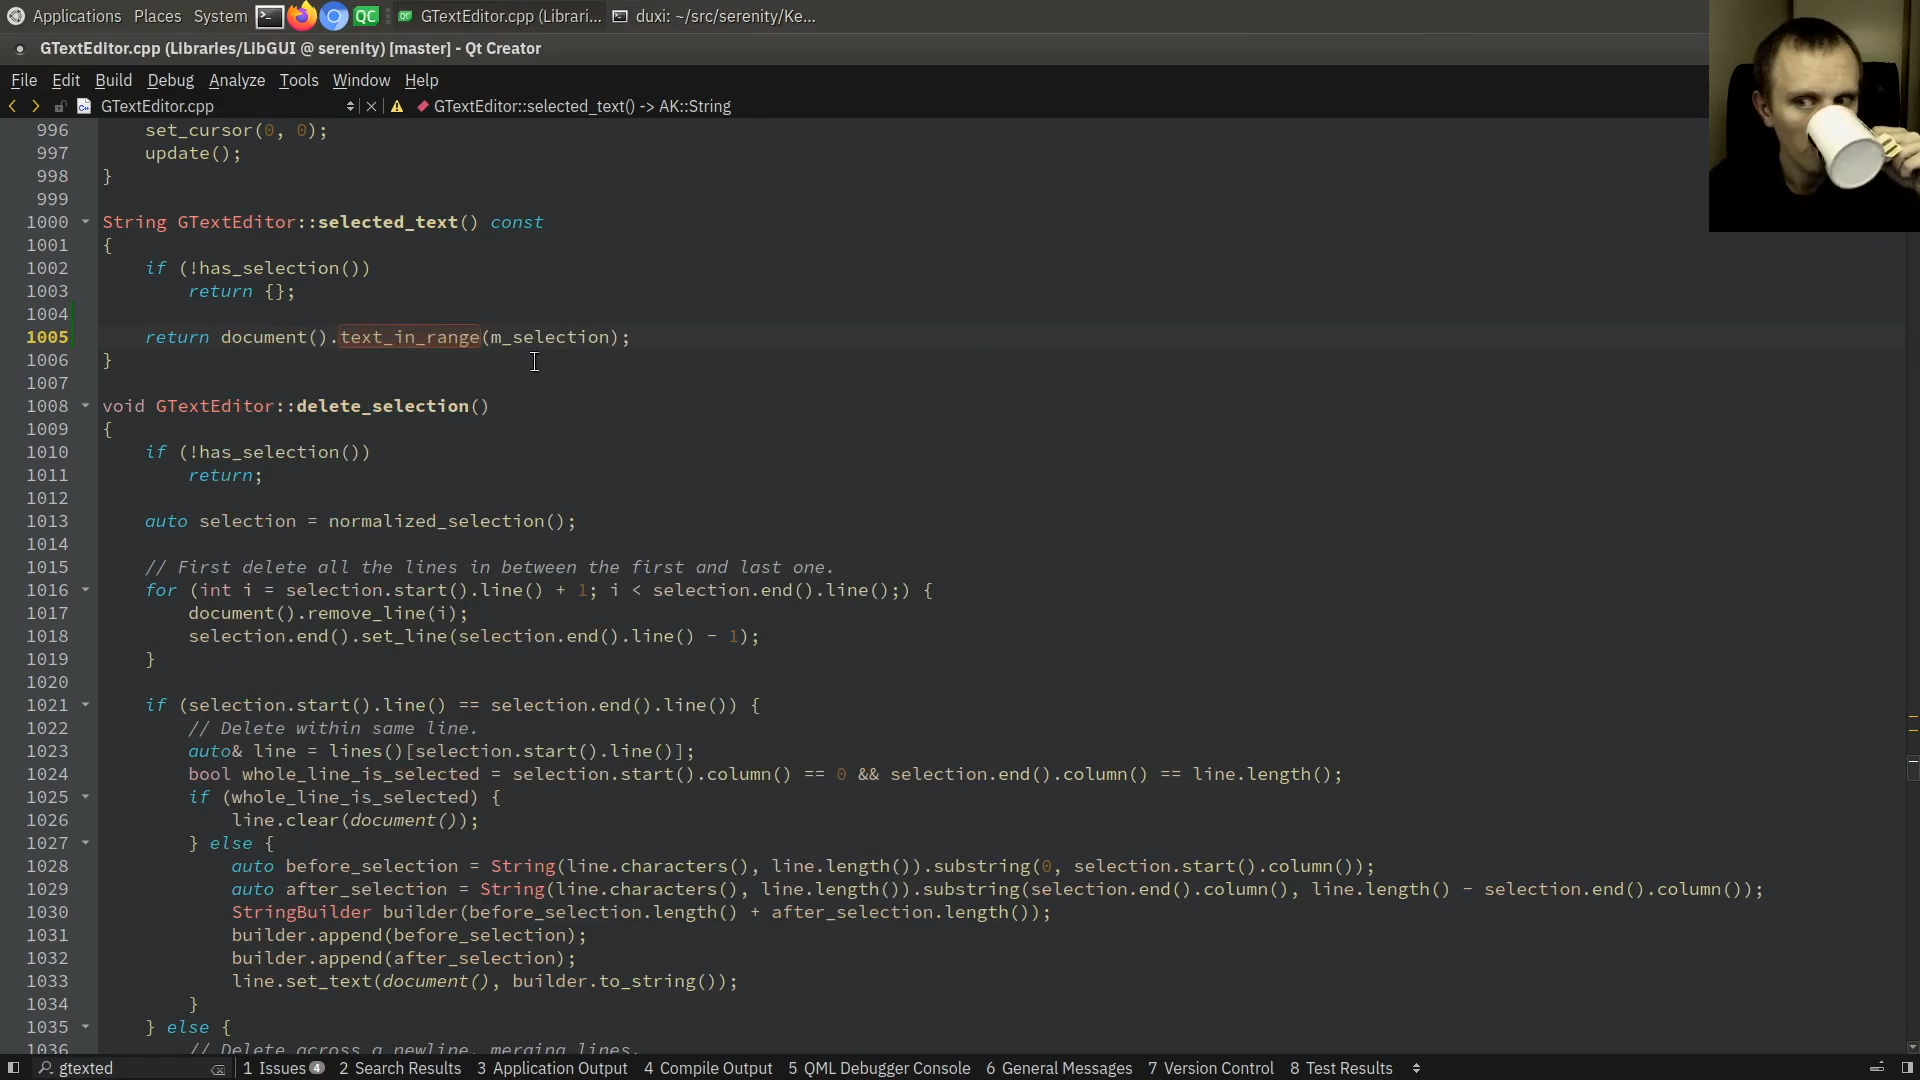 Applications Places System GTextEditor.cpp (Librari... duxi: ~/src/serenity/Ke...
GTextEditor.cpp (Libraries/LibGUI @ serenity) [master] - Qt Creator
File Edit Build Debug Analyze Tools Window Help
GTextEditor.cpp GTextEditor::selected_text() -> AK::String
996 set_cursor(0, 0);
997 update();
998 }
999
1000 String GTextEditor::selected_text() const
1001 {
1002 if (!has_selection())
1003 return {};
1004
1005 return document().text_in_range(m_selection);
1006 }
1007
1008 void GTextEditor::delete_selection()
1009 {
1010 if (!has_selection())
1011 return;
1012
1013 auto selection = normalized_selection();
1014
1015 // First delete all the lines in between the first and last one.
1016 for (int i = selection.start().line() + 1; i < selection.end().line();) {
1017 document().remove_line(i);
1018 selection.end().set_line(selection.end().line() - 1);
1019 }
1020
1021 if (selection.start().line() == selection.end().line()) {
1022 // Delete within same line.
1023 auto& line = lines()[selection.start().line()];
1024 bool whole_line_is_selected = selection.start().column() == 0 && selection.end().column() == line.length();
1025 if (whole_line_is_selected) {
1026 line.clear(document());
1027 } else {
1028 auto before_selection = String(line.characters(), line.length()).substring(0, selection.start().column());
1029 auto after_selection = String(line.characters(), line.length()).substring(selection.end().column(), line.length() - selection.end().column());
1030 StringBuilder builder(before_selection.length() + after_selection.length());
1031 builder.append(before_selection);
1032 builder.append(after_selection);
1033 line.set_text(document(), builder.to_string());
1034 }
1035 } else {
1036 // Delete across a newline, merging lines.
gtexted 1 Issues 4 2 Search Results 3 Application Output 4 Compile Output 5 QML Debugger Console 6 General Messages 7 Version Control 8 Test Results